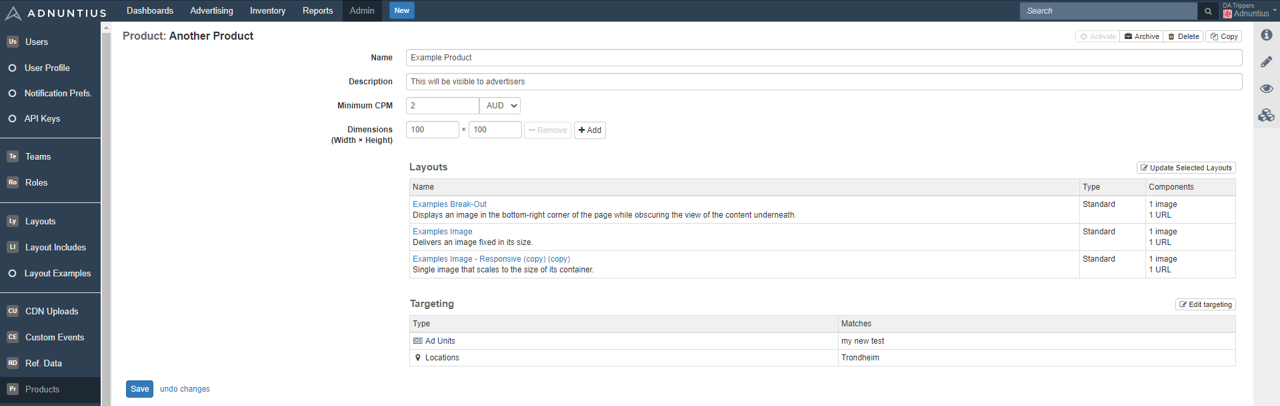 ADNUNTIUS
Dashboards
Advertising
Inventory
Reports
Admin
New
Search
DA Trippers
Adnuntius
Us Users
User Profile
Notification Prefs.
API Keys
Te Teams
Ro Roles
Ly Layouts
LI Layout Includes
Layout Examples
CU CDN Uploads
CE Custom Events
RD Ref. Data
Pr Products
Product: Another Product
Activate
Archive
Delete
Copy
Name
Example Product
Description
This will be visible to advertisers
Minimum CPM
2
AUD
Dimensions
(Width × Height)
100 × 100
Remove
Add
Layouts
Update Selected Layouts
Name Type Components
Examples Break-Out Standard 1 image
Displays an image in the bottom-right corner of the page while obscuring the view of the content underneath. 1 URL
Examples Image Standard 1 image
Delivers an image fixed in its size. 1 URL
Examples Image - Responsive (copy) (copy) Standard 1 image
Single image that scales to the size of its container. 1 URL
Targeting
Edit targeting
Type Matches
Ad Units my new test
Locations Trondheim
Save
undo changes